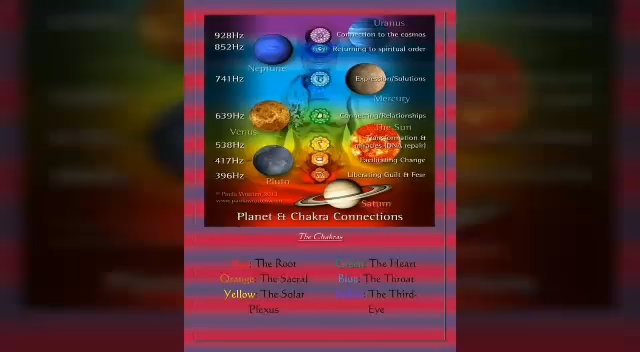 Uranus
928Hz Connection to the cosmos
852Hz Returning to spiritual order
Neptune
741Hz Expression/Solutions
Mercury
639Hz Connecting/Relationships
Venus The Sun
538Hz Transformation &
miracles (DNA repair)
417Hz Facilitating Change
Pluto
396Hz Liberating Guilt & Fear
Saturn
Planet & Chakra Connections
The Chakras
Red: The Root
Orange: The Sacral
Yellow: The Solar
Plexus
Green: The Heart
Blue: The Throat
The Third-
Eye